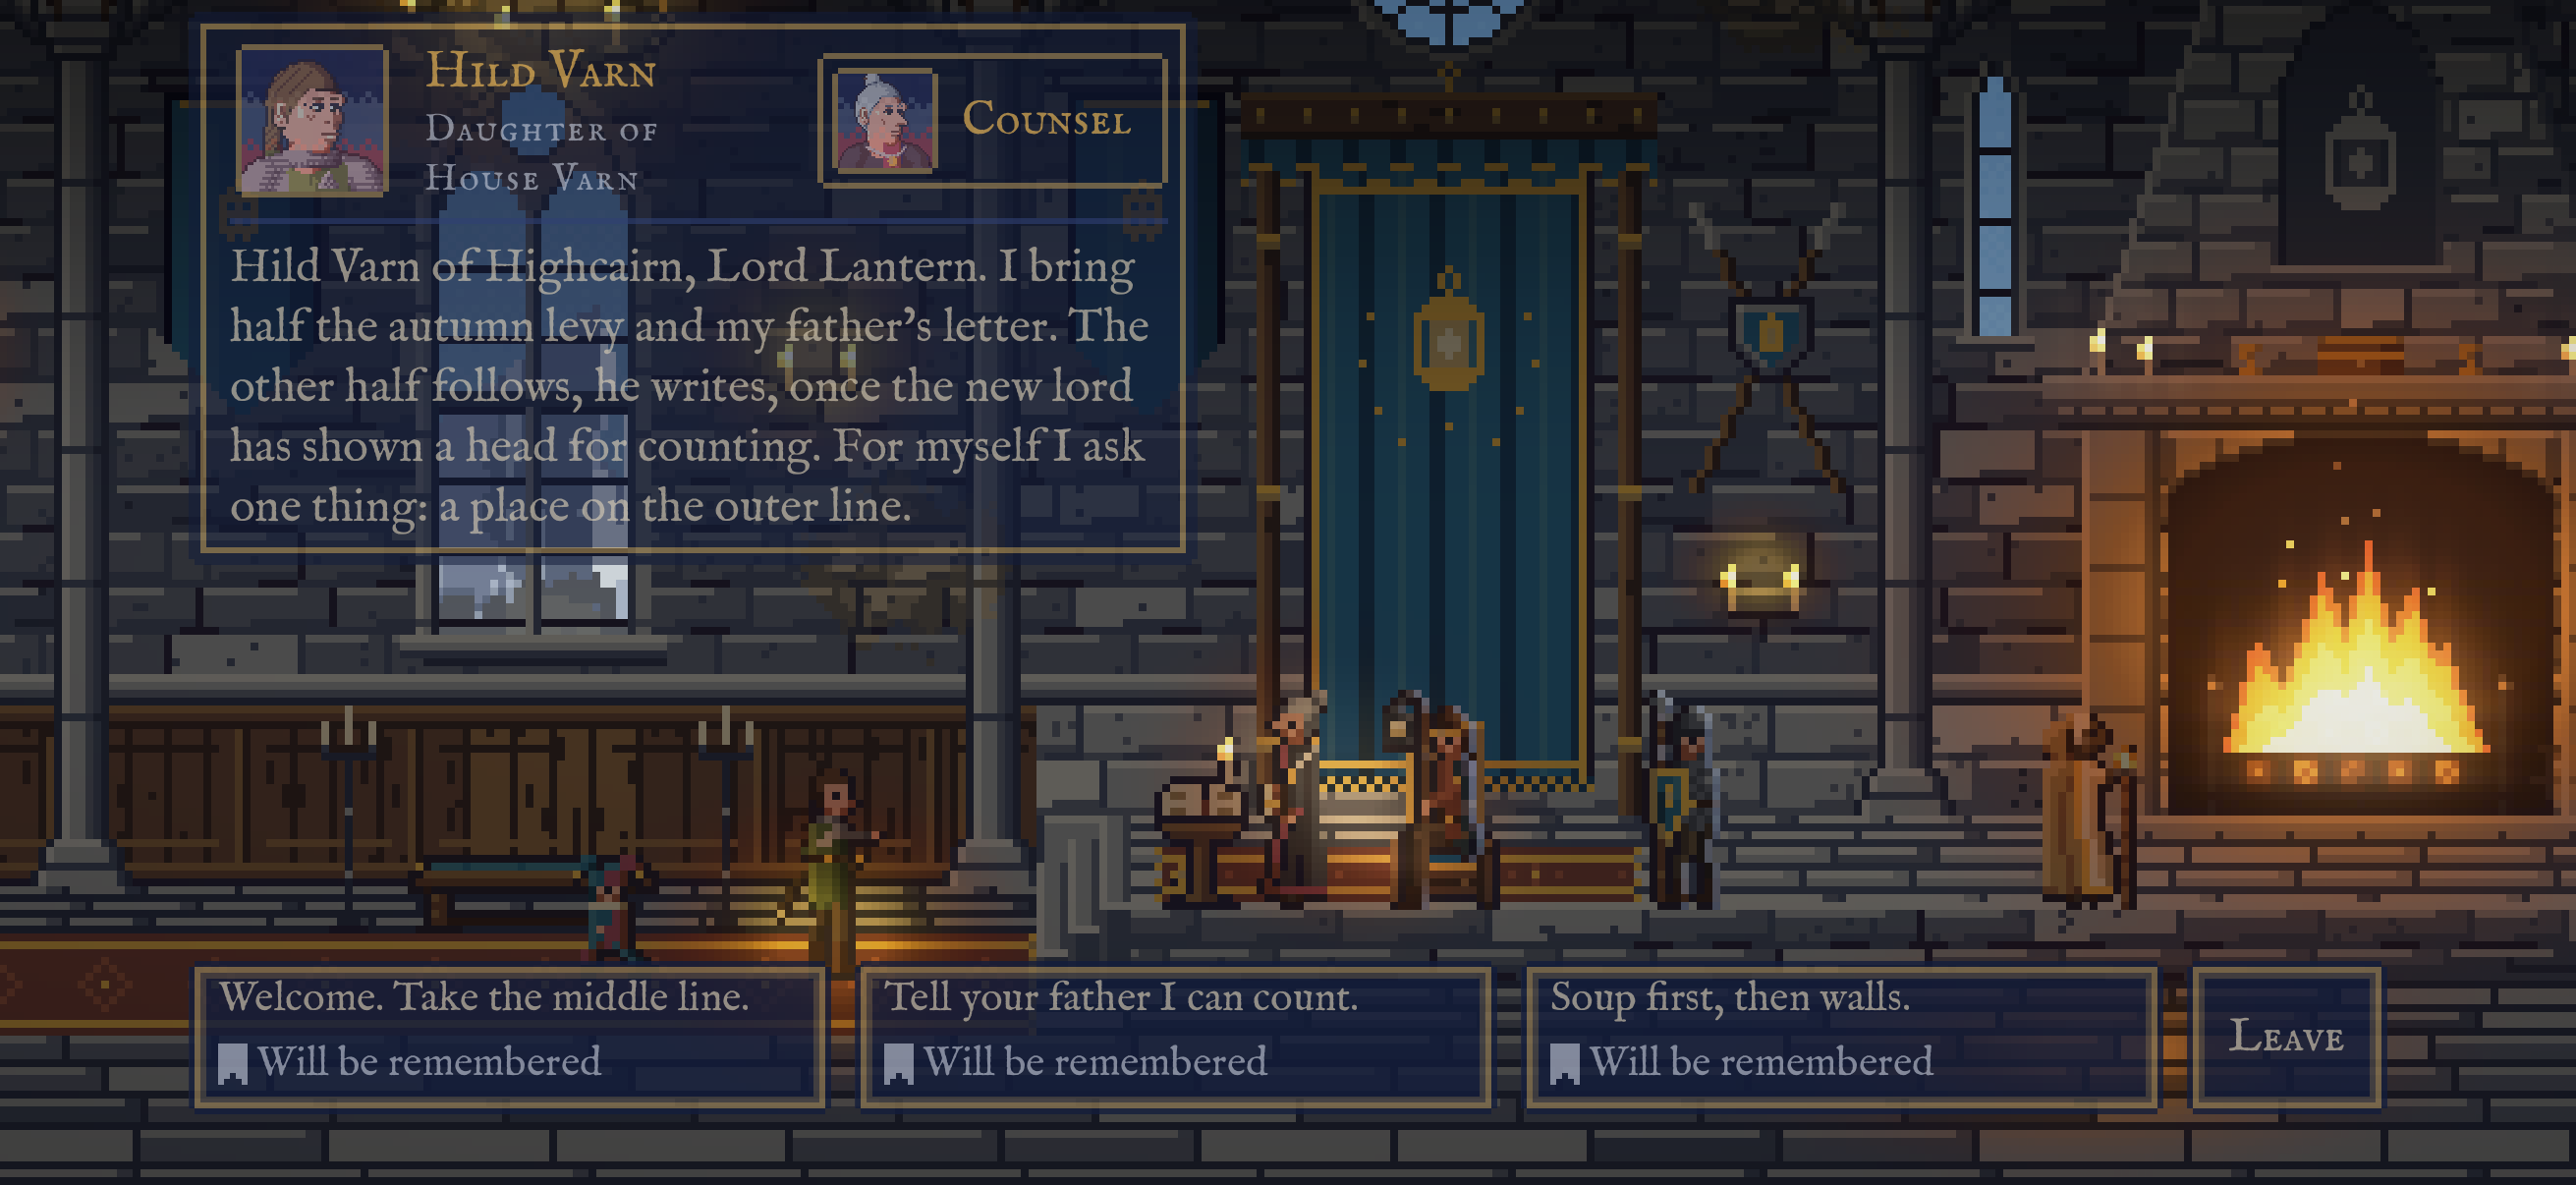 Hild Varn
Daughter of
House Varn
Counsel
Hild Varn of Highcairn, Lord Lantern. I bring
half the autumn levy and my father's letter. The
other half follows, he writes, once the new lord
has shown a head for counting. For myself I ask
one thing: a place on the outer line.
Welcome. Take the middle line.
Will be remembered
Tell your father I can count.
Will be remembered
Soup first, then walls.
Will be remembered
Leave